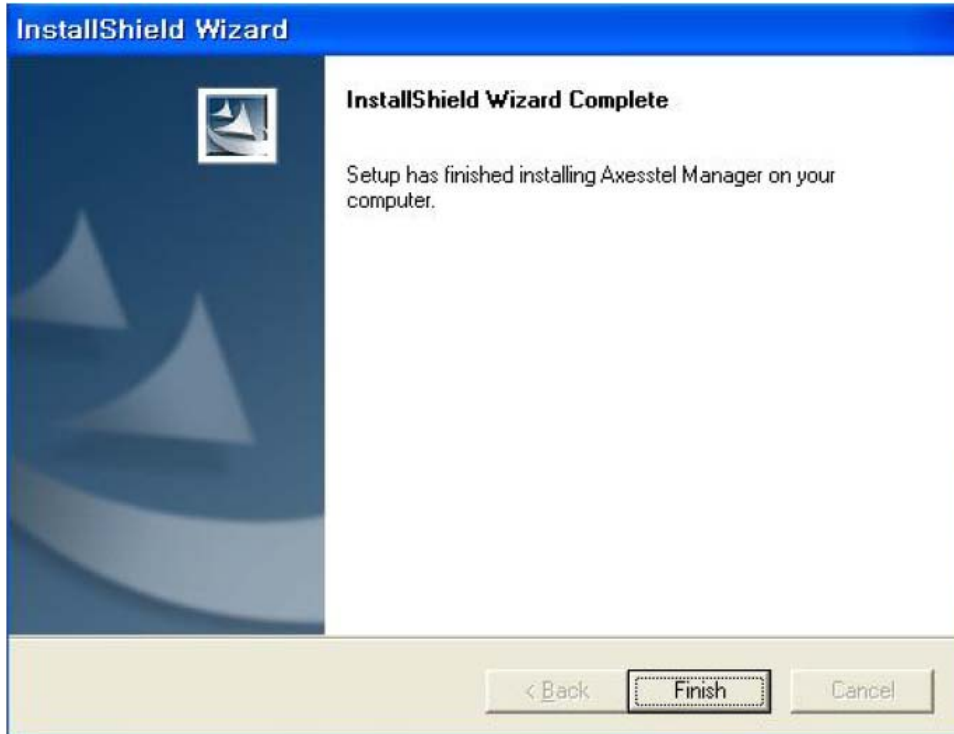 InstallShield Wizard
InstallShield Wizard Complete
Setup has finished installing Axesstel Manager on your
computer.
< Back
Finish
Cancel